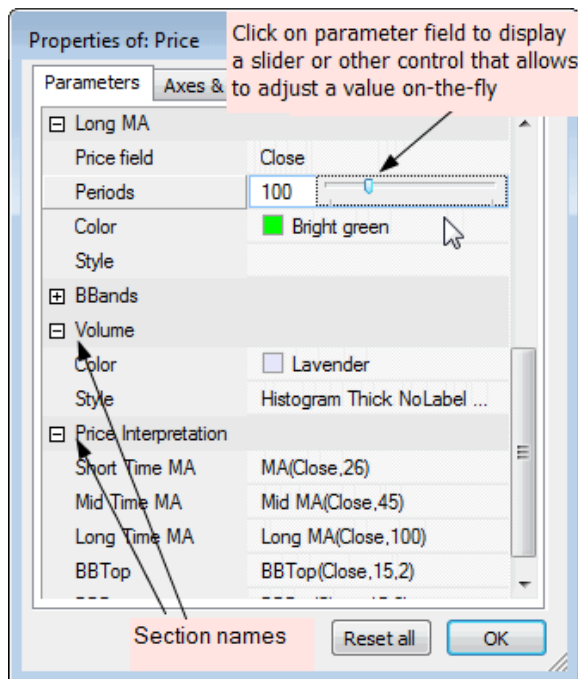 Properties of: Price
Click on parameter field to display
a slider or other control that allows
to adjust a value on-the-fly
Parameters
Axes &
Long MA
Price field Close
Periods 100
Color Bright green
Style
BBands
Volume
Color Lavender
Style Histogram Thick NoLabel ...
Price Interpretation
Short Time MA MA(Close,26)
Mid Time MA Mid MA(Close,45)
Long Time MA Long MA(Close,100)
BBTop BBTop(Close,15,2)
Section names
Reset all
OK